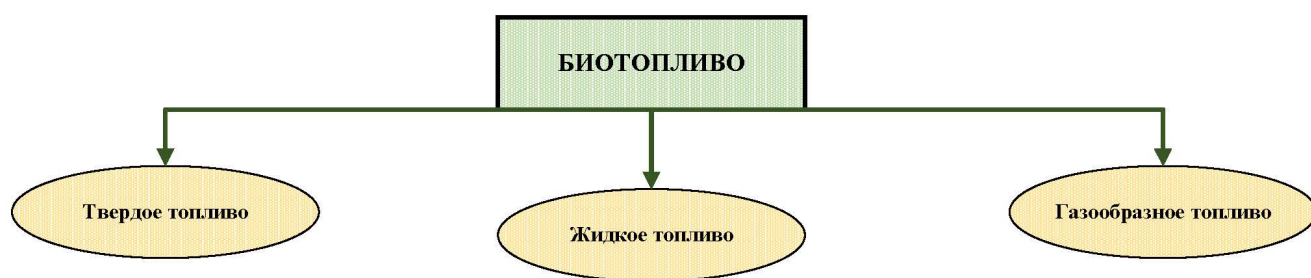 БИОТОПЛИВО
Твердое топливо
Жидкое топливо
Газообразное топливо